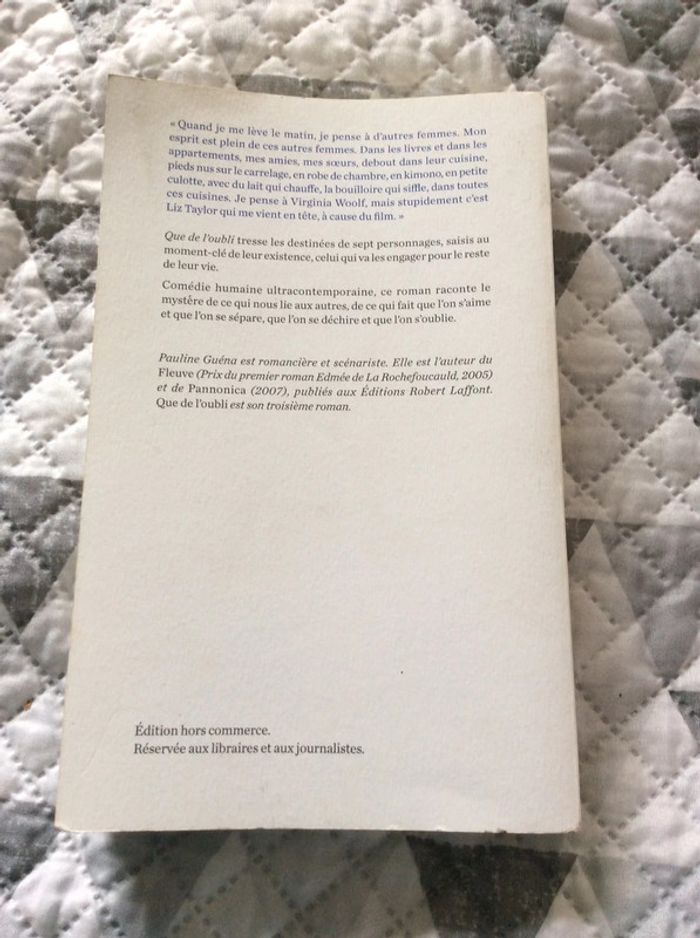 « Quand je me lève le matin, je pense à d'autres femmes. Mon
esprit est plein de ces autres femmes. Dans les livres et dans les
appartements, mes amies, mes sœurs, debout dans leur cuisine,
pieds nus sur le carrelage, en robe de chambre, en kimono, en petite
culotte, avec du lait qui chauffe, la bouilloire qui siffle, dans toutes
ces cuisines. Je pense à Virginia Woolf, mais stupidement c'est
Liz Taylor qui me vient en tête, à cause du film. »
Que de l'oubli tresse les destinées de sept personnages, saisis au
moment-clé de leur existence, celui qui va les engager pour le reste
de leur vie.
Comédie humaine ultracontemporaine, ce roman raconte le
mystère de ce qui nous lie aux autres, de ce qui fait que l'on s'aime
et que l'on se sépare, que l'on se déchire et que l'on s'oublie.
Pauline Guéna est romancière et scénariste. Elle est l'auteur du
Fleuve (Prix du premier roman Edmée de La Rochefoucauld, 2005)
et de Pannonica (2007), publiés aux Éditions Robert Laffont.
Que de l'oubli est son troisième roman.
Édition hors commerce.
Réservée aux libraires et aux journalistes.